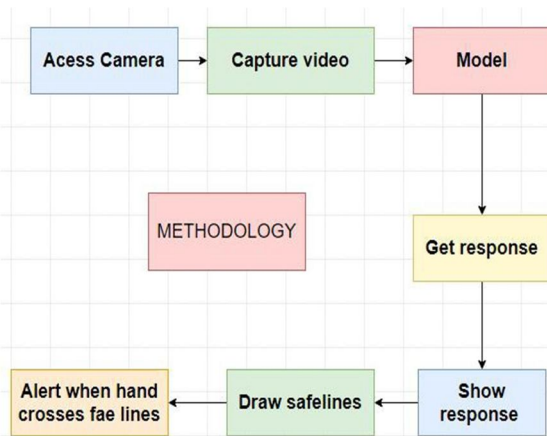 Acess Camera
Capture video
Model
METHODOLOGY
Get response
Alert when hand
crosses fae lines
Draw safelines
Show
response